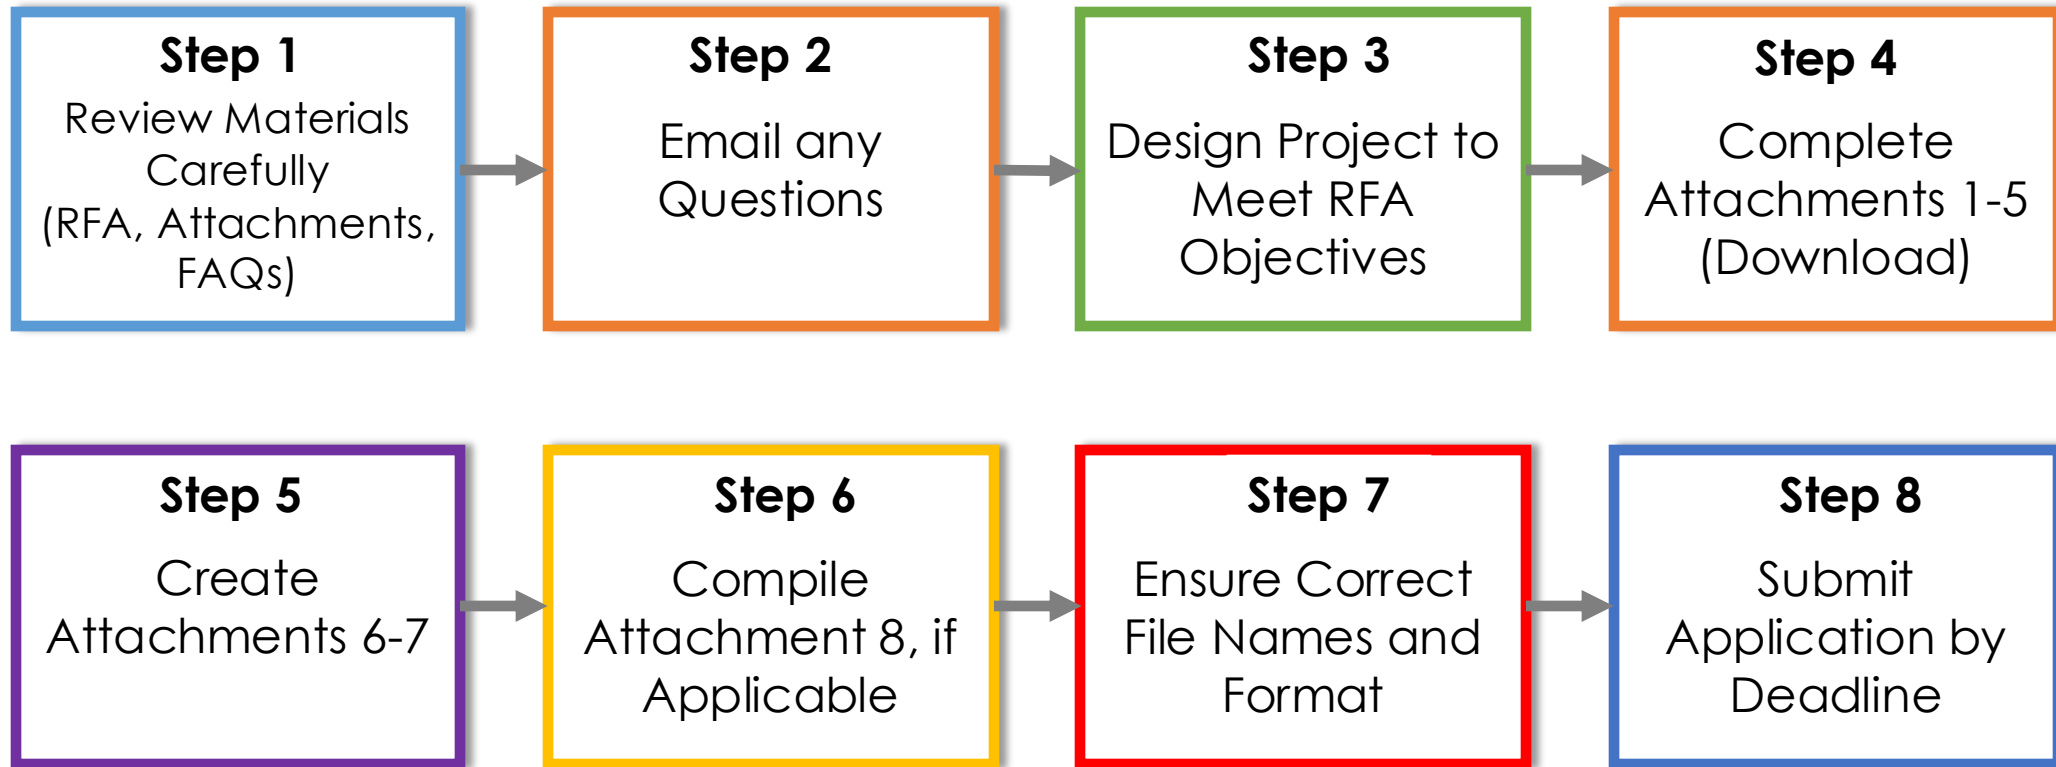 Step 1
Review Materials
Carefully
(RFA, Attachments,
FAQs)
Step 2
Email any
Questions
Step 3
Design Project to
Meet RFA
Objectives
Step 4
Complete
Attachments 1-5
(Download)
Step 5
Create
Attachments 6-7
Step 6
Compile
Attachment 8, if
Applicable
Step 7
Ensure Correct
File Names and
Format
Step 8
Submit
Application by
Deadline